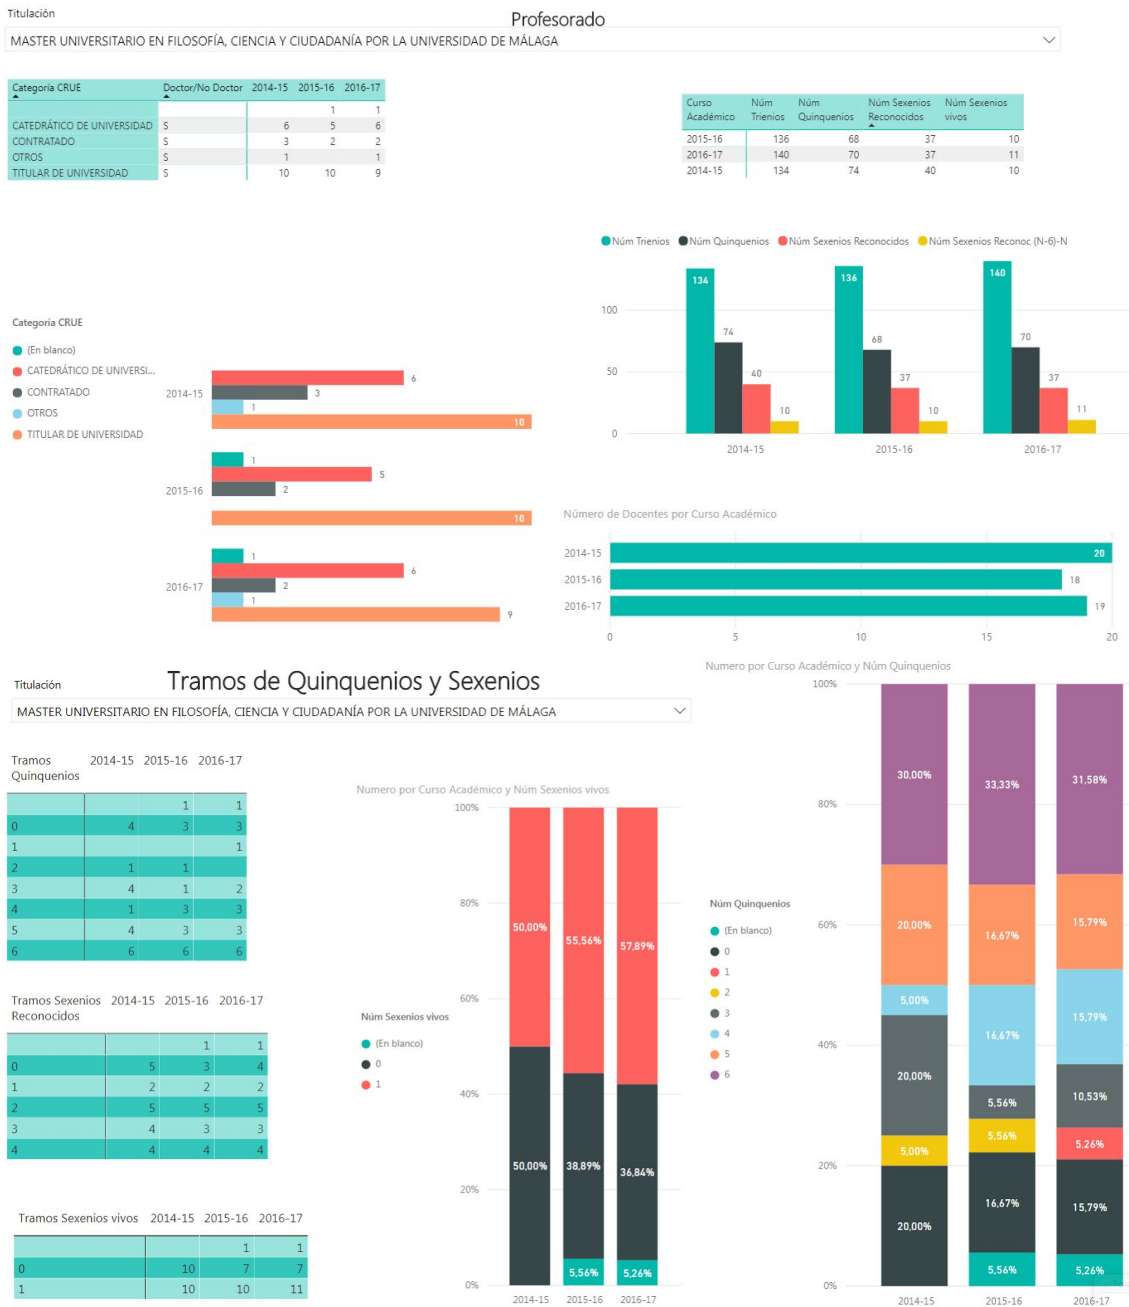 Titulación
Profesorado
MASTER UNIVERSITARIO EN FILOSOFÍA, CIENCIA Y CIUDADANÍA POR LA UNIVERSIDAD DE MÁLAGA
Categoría CRUE Doctor/No Doctor 2014-15 2015-16 2016-17
1 1
CATEDRÁTICO DE UNIVERSIDAD S 6 5 6
CONTRATADO S 3 2 2
OTROS S 1 1
TITULAR DE UNIVERSIDAD S 10 10 9
Curso Académico Núm Trienios Núm Quinquenios Núm Sexenios Reconocidos Núm Sexenios vivos
2015-16 136 68 37 10
2016-17 140 70 37 11
2014-15 134 74 40 10
Núm Trienios Núm Quinquenios Núm Sexenios Reconocidos Núm Sexenios Reconoc (N-6)-N
100
50
0
134 74 40 10
136 68 37 10
140 70 37 11
2014-15 2015-16 2016-17
Categoría CRUE
(En blanco)
CATEDRÁTICO DE UNIVERSI...
CONTRATADO
OTROS
TITULAR DE UNIVERSIDAD
2014-15
6
3
1
10
2015-16
1
5
2
10
2016-17
1
6
2
1
9
Número de Docentes por Curso Académico
2014-15 20
2015-16 18
2016-17 19
0 5 10 15 20
Titulación
Tramos de Quinquenios y Sexenios
MASTER UNIVERSITARIO EN FILOSOFÍA, CIENCIA Y CIUDADANÍA POR LA UNIVERSIDAD DE MÁLAGA
Tramos Quinquenios 2014-15 2015-16 2016-17
1 1
0 4 3 3
1 1
2 1 1
3 4 1 2
4 1 3 3
5 4 3 3
6 6 6 6
Tramos Sexenios Reconocidos 2014-15 2015-16 2016-17
1 1
0 5 3 4
1 2 2 2
2 5 5 5
3 4 3 3
4 4 4 4
Tramos Sexenios vivos 2014-15 2015-16 2016-17
1 1
0 10 7 7
1 10 10 11
Numero por Curso Académico y Núm Sexenios vivos
Núm Sexenios vivos
(En blanco)
0
1
100%
80%
60%
40%
20%
0%
50,00% 55,56% 57,89%
50,00% 38,89% 36,84%
5,56% 5,26%
2014-15 2015-16 2016-17
Numero por Curso Académico y Núm Quinquenios
Núm Quinquenios
(En blanco)
0
1
2
3
4
5
6
100%
80%
60%
40%
20%
0%
30,00% 33,33% 31,58%
20,00% 16,67% 15,79%
5,00% 16,67% 15,79%
20,00% 5,56% 10,53%
5,00% 5,56% 5,26%
20,00% 16,67% 15,79%
5,56% 5,26%
2014-15 2015-16 2016-17